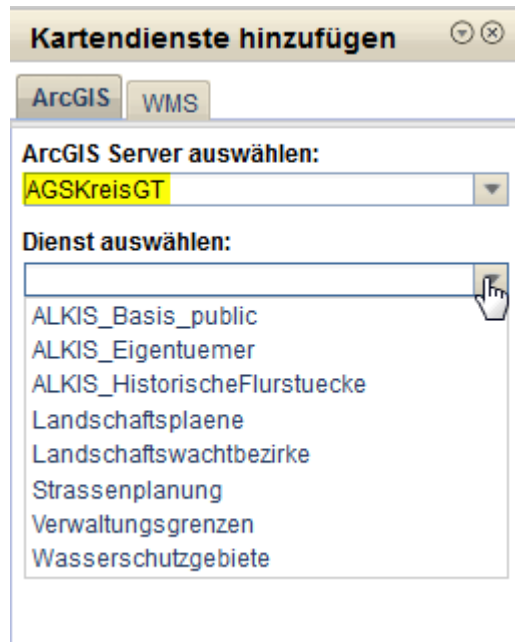 Kartendienste hinzufügen
ArcGIS WMS
ArcGIS Server auswählen:
AGSKreisGT
Dienst auswählen:
ALKIS_Basis_public
ALKIS_Eigentuemer
ALKIS_HistorischeFlurstuecke
Landschaftsplaene
Landschaftswachtbezirke
Strassenplanung
Verwaltungsgrenzen
Wasserschutzgebiete